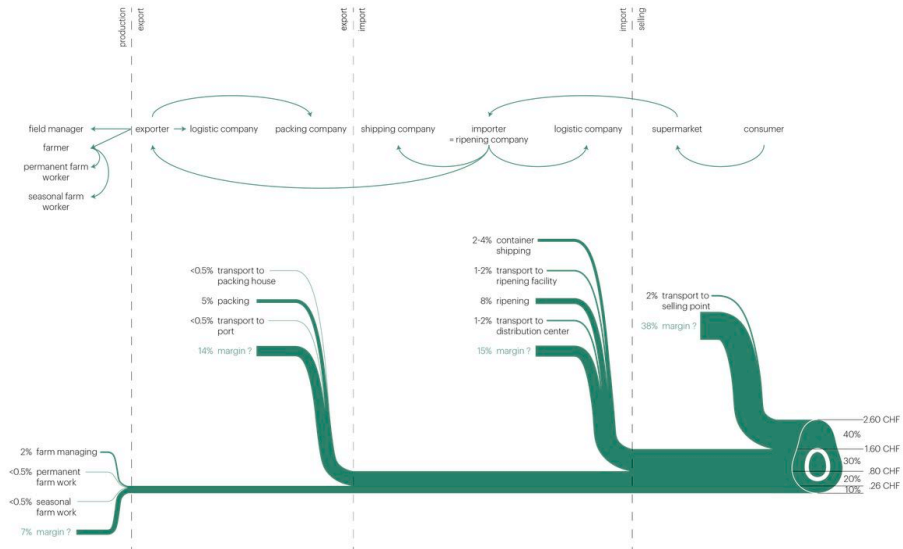 production
export
export
import
import
selling
field manager
exporter
logistic company
packing company
shipping company
importer
= ripening company
logistic company
supermarket
consumer
farmer
permanent farm
worker
seasonal farm
worker
<0.5% transport to
packing house
5% packing
<0.5% transport to
port
14% margin ?
2-4% container
shipping
1-2% transport to
ripening facility
8% ripening
1-2% transport to
distribution center
15% margin ?
2% transport to
selling point
38% margin ?
2% farm managing
<0.5% permanent
farm work
<0.5% seasonal
farm work
7% margin ?
2.60 CHF
40%
1.60 CHF
30%
.80 CHF
20%
.26 CHF
10%